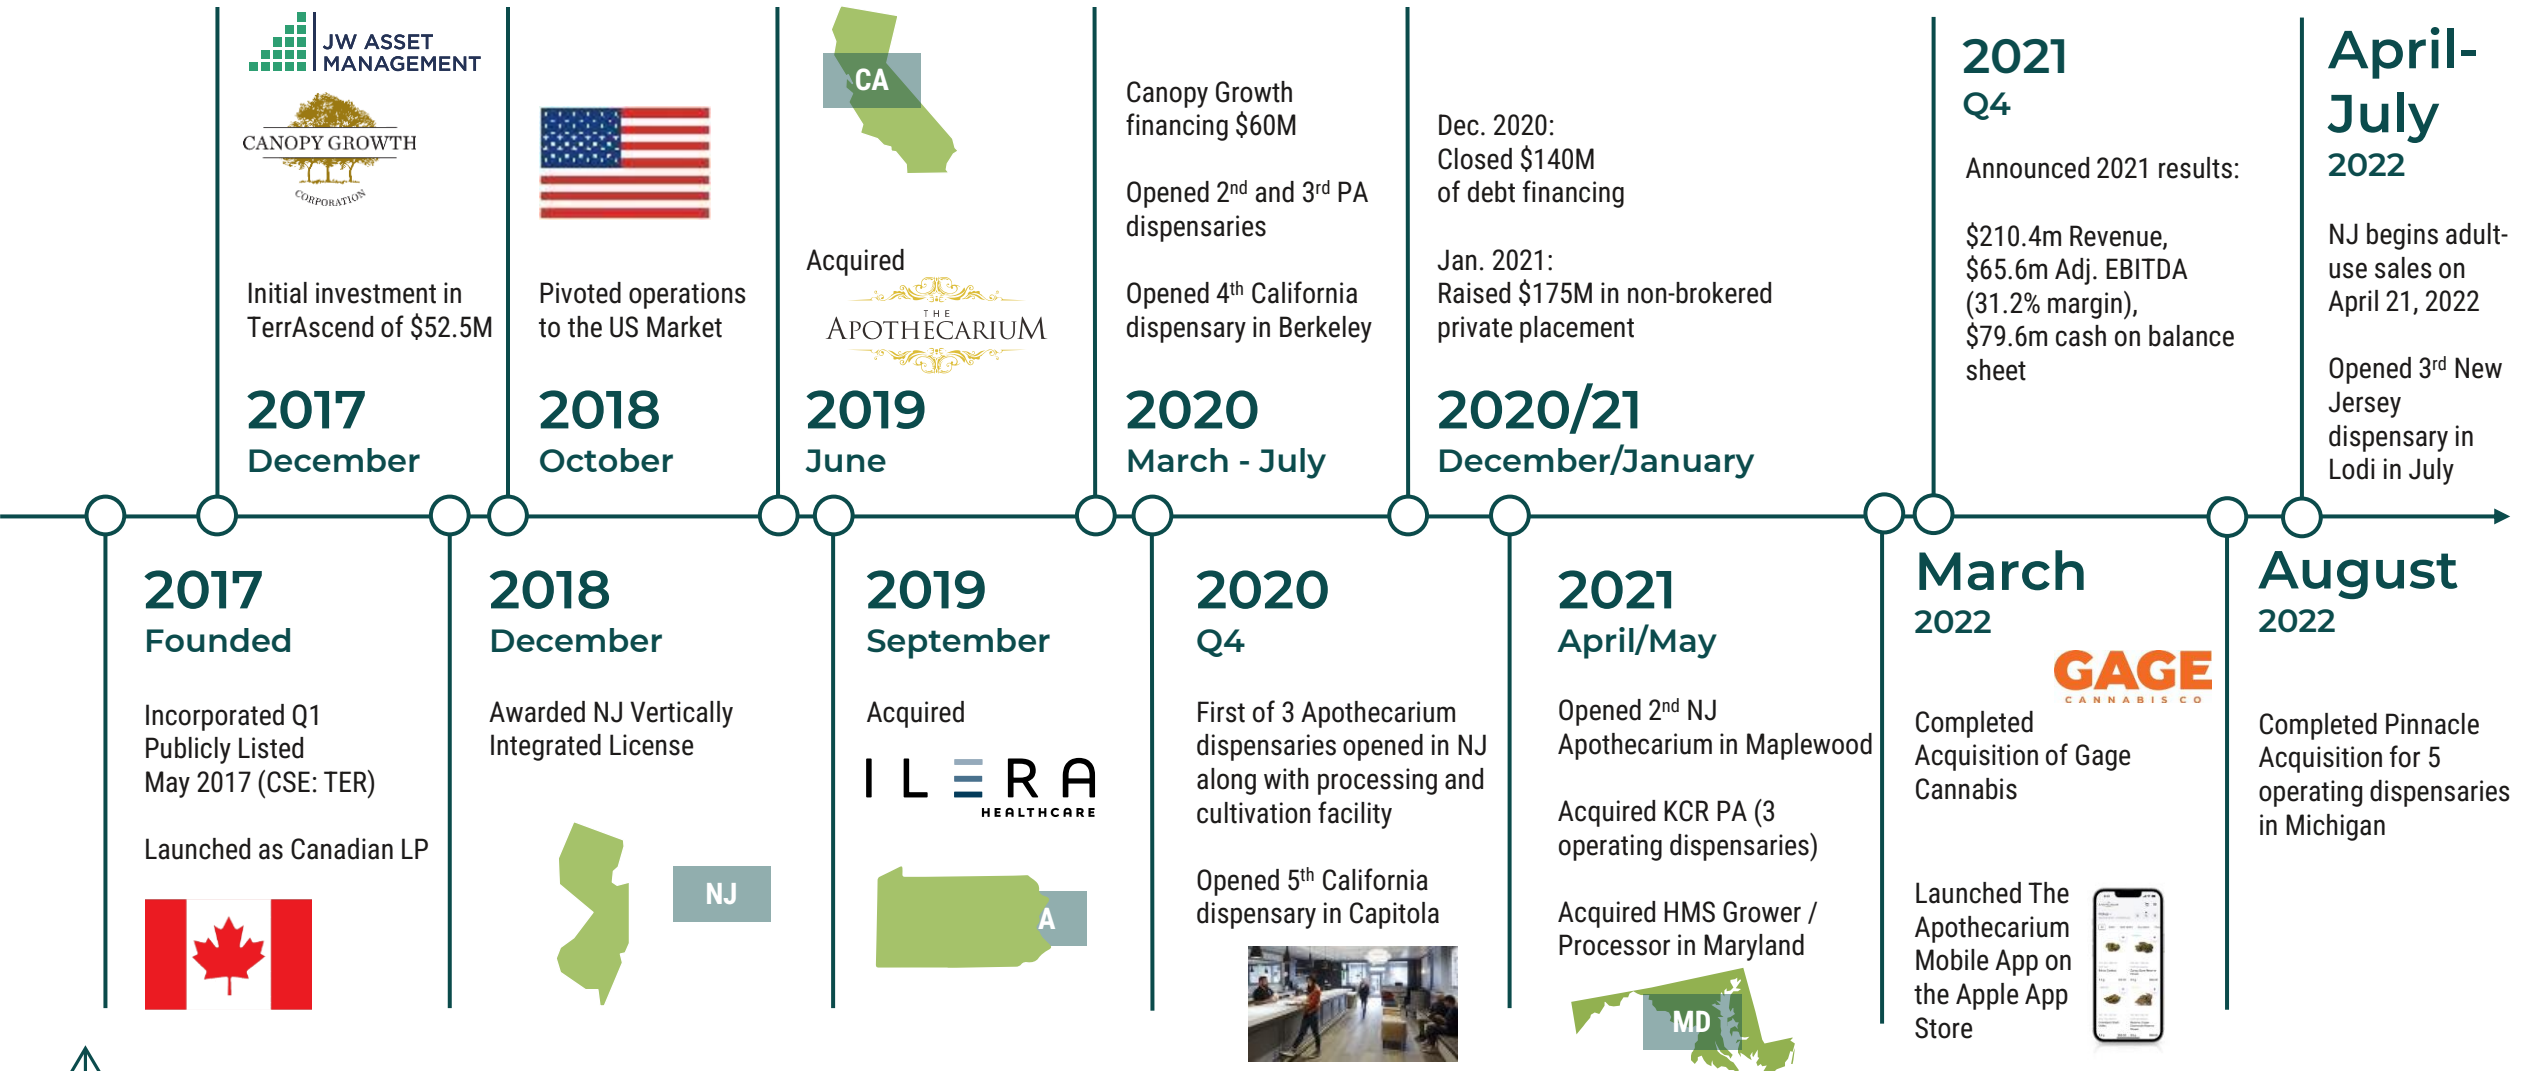 JW ASSET
MANAGEMENT
CANOPY GROWTH
CORPORATION
Initial investment in
TerrAscend of $52.5M
2017
December
Pivoted operations
to the US Market
2018
October
CA
Acquired
THE
APOTHECARIUM
2019
June
Canopy Growth
financing $60M
Opened 2nd and 3rd PA
dispensaries
Opened 4th California
dispensary in Berkeley
2020
March - July
Dec. 2020:
Closed $140M
of debt financing
Jan. 2021:
Raised $175M in non-brokered
private placement
2020/21
December/January
2021
Q4
Announced 2021 results:
$210.4m Revenue,
$65.6m Adj. EBITDA
(31.2% margin),
$79.6m cash on balance
sheet
April-
July
2022
NJ begins adult-
use sales on
April 21, 2022
Opened 3rd New
Jersey
dispensary in
Lodi in July
2017
Founded
Incorporated Q1
Publicly Listed
May 2017 (CSE: TER)
Launched as Canadian LP
2018
December
Awarded NJ Vertically
Integrated License
NJ
2019
September
Acquired
ILERA
HEALTHCARE
A
2020
Q4
First of 3 Apothecarium
dispensaries opened in NJ
along with processing and
cultivation facility
Opened 5th California
dispensary in Capitola
2021
April/May
Opened 2nd NJ
Apothecarium in Maplewood
Acquired KCR PA (3
operating dispensaries)
Acquired HMS Grower /
Processor in Maryland
MD
March
2022
GAGE
CANNABIS CO
Completed
Acquisition of Gage
Cannabis
Launched The
Apothecarium
Mobile App on
the Apple App
Store
August
2022
Completed Pinnacle
Acquisition for 5
operating dispensaries
in Michigan